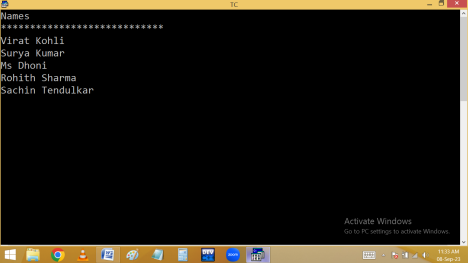 TC
Names
****************************
Virat Kohli
Surya Kumar
Ms Dhoni
Rohith Sharma
Sachin Tendulkar
Activate Windows
Go to PC settings to activate Windows.
11:33 AM
08-Sep-23